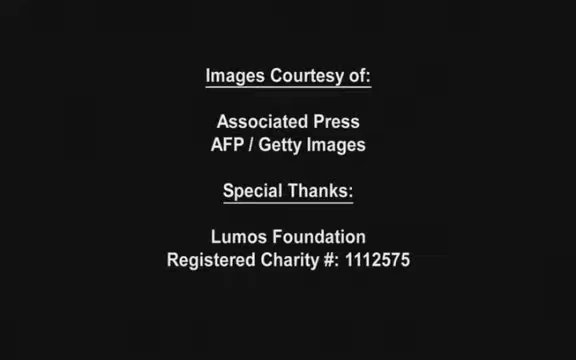 Images Courtesy of:
Associated Press
AFP / Getty Images
Special Thanks:
Lumos Foundation
Registered Charity #: 1112575